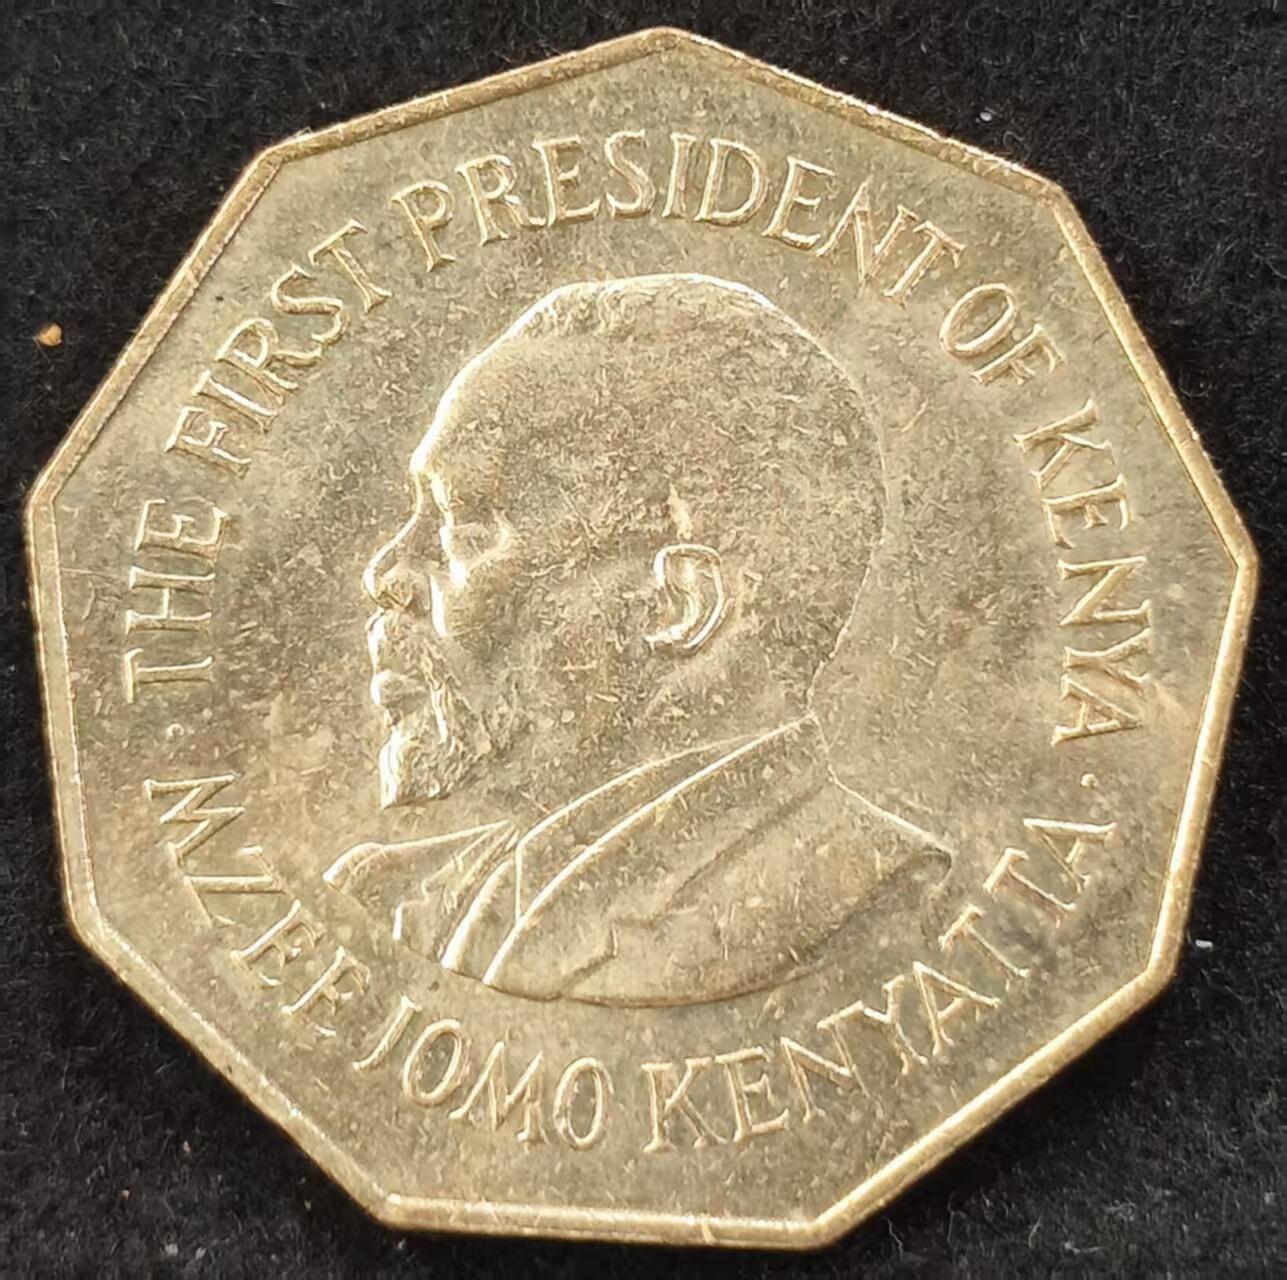 · THE FIRST PRESIDENT OF KENYA ·
MZEE JOMO KENYATTA